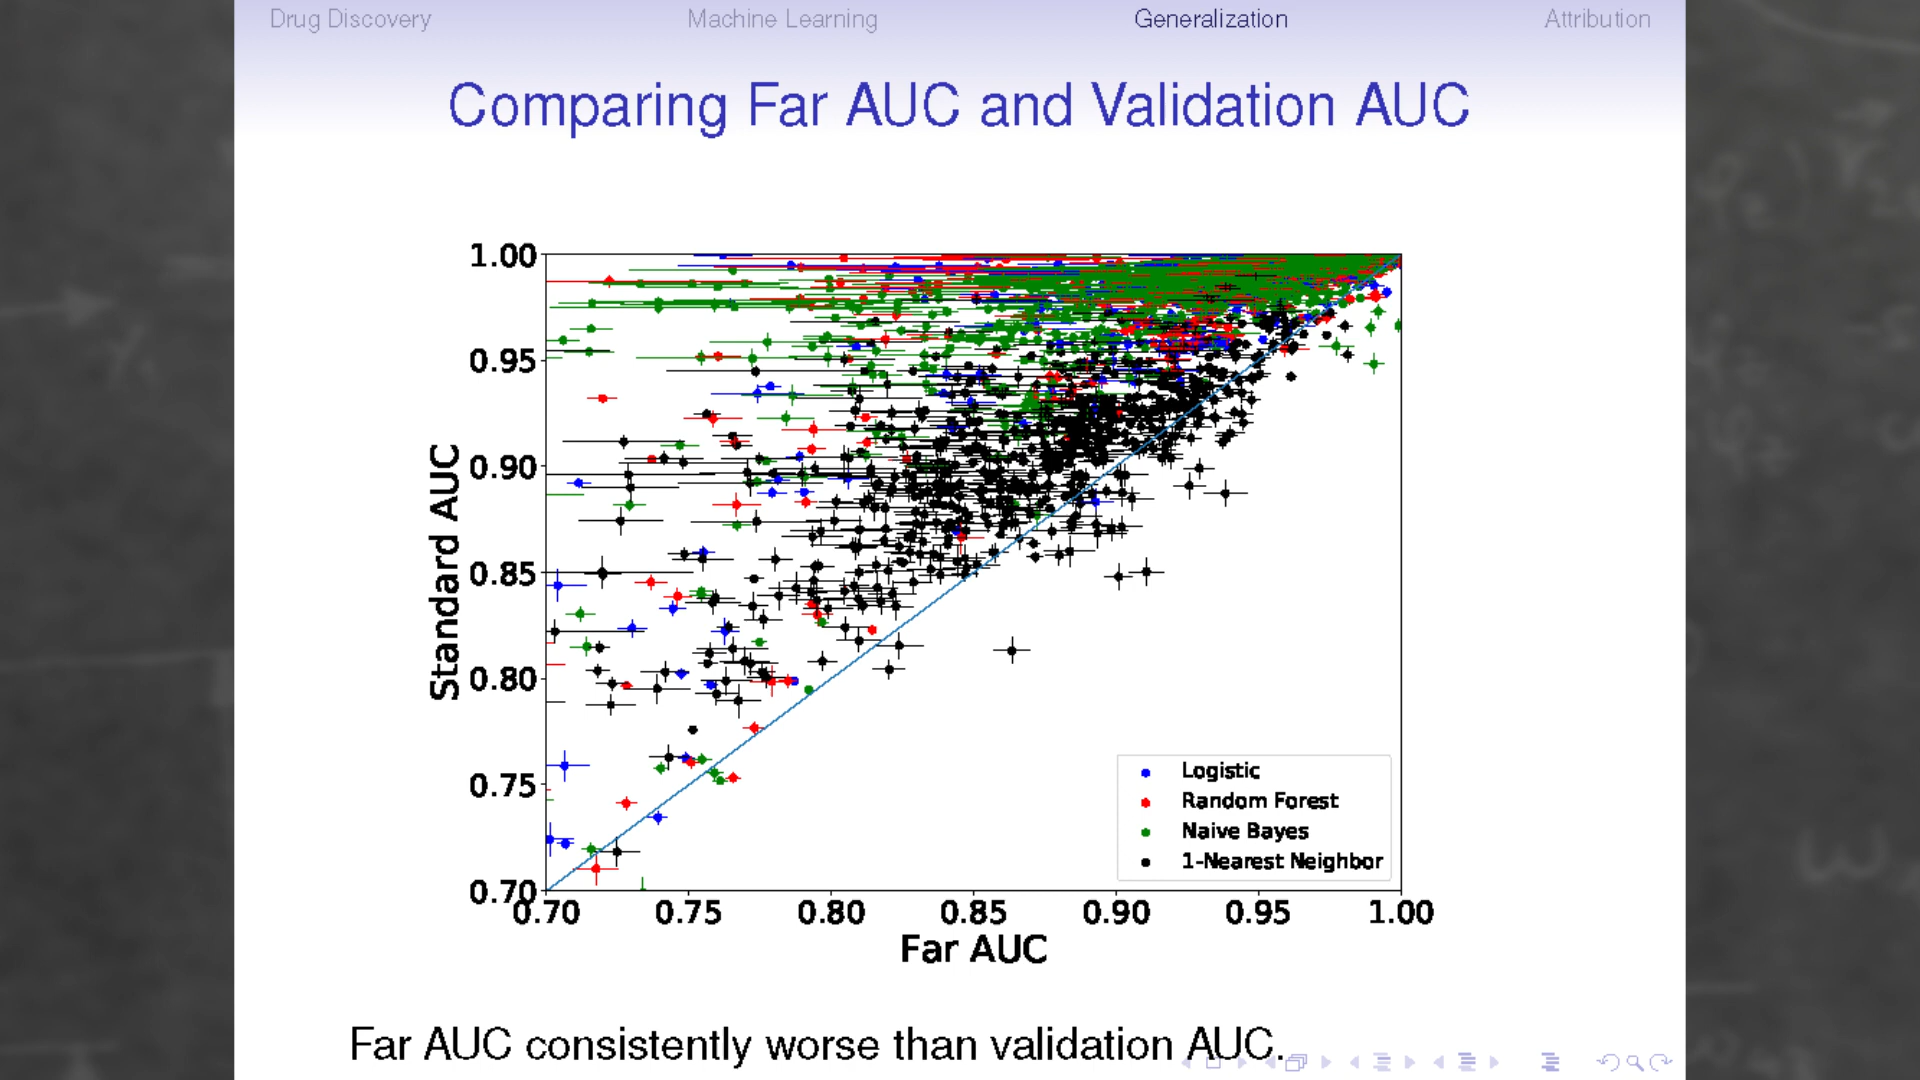 Drug Discovery Machine Learning Generalization Attribution
Comparing Far AUC and Validation AUC
1.00
0.95
0.90
0.85
0.80
0.75
0.70
Standard AUC
Logistic
Random Forest
Naive Bayes
1-Nearest Neighbor
0.70 0.75 0.80 0.85 0.90 0.95 1.00
Far AUC
Far AUC consistently worse than validation AUC.